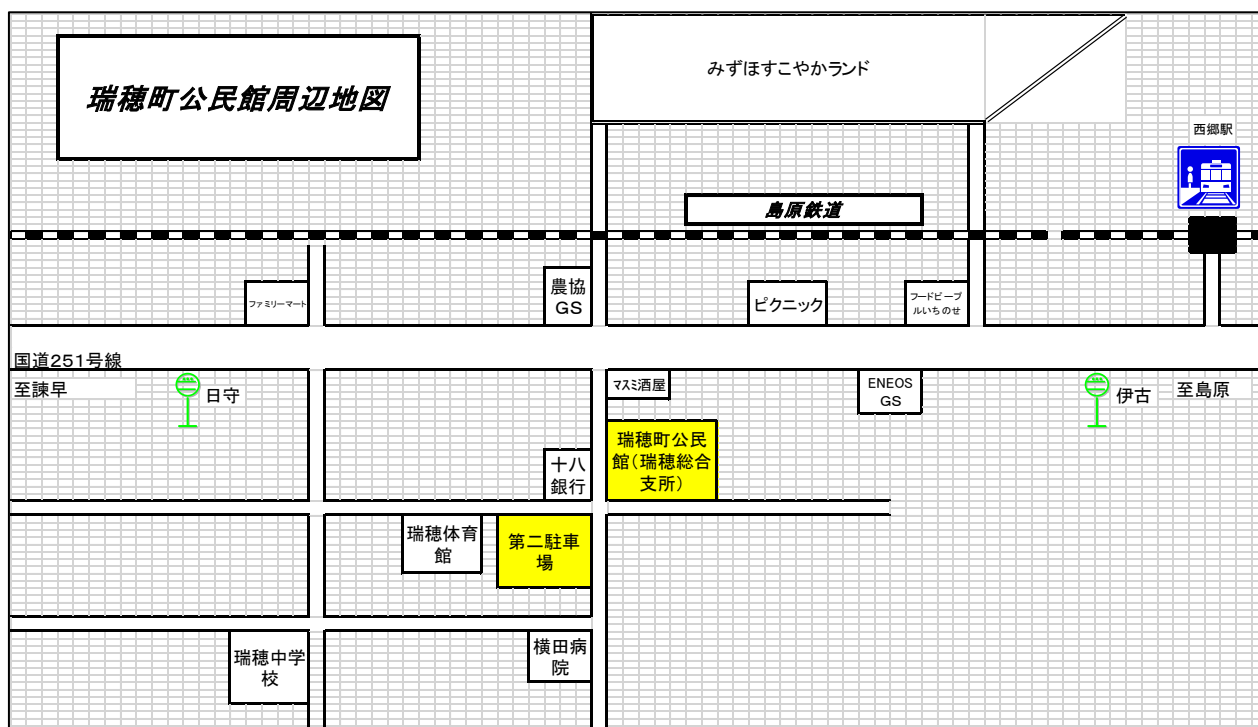 瑞穂町公民館周辺地図
みずほすこやかランド
西郷駅
島原鉄道
ファミリーマート
農協
GS
ピクニック
フードピープ
ルいちのせ
国道251号線
至諫早
日守
マスミ酒屋
ENEOS
GS
伊古
至島原
瑞穂町公民
館(瑞穂総合
支所)
十八
銀行
瑞穂体育
館
第二駐車
場
瑞穂中学
校
横田病
院